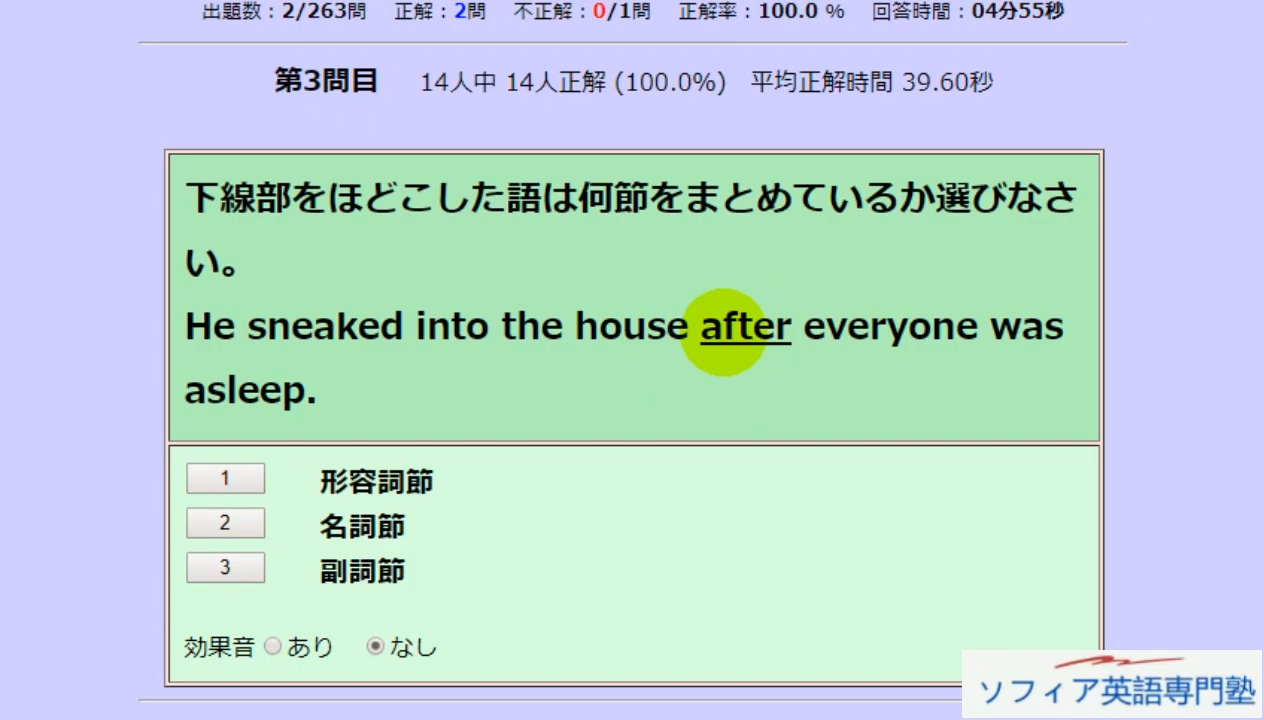 出題数：2/263問 正解：2問 不正解：0/1問 正解率：100.0 % 回答時間：04分55秒
第3問目 14人中 14人正解 (100.0%) 平均正解時間 39.60秒
下線部をほどこした語は何節をまとめているか選びなさ
い。
He sneaked into the house after everyone was
asleep.
1 形容詞節
2 名詞節
3 副詞節
効果音 あり なし
ソフィア英語専門塾